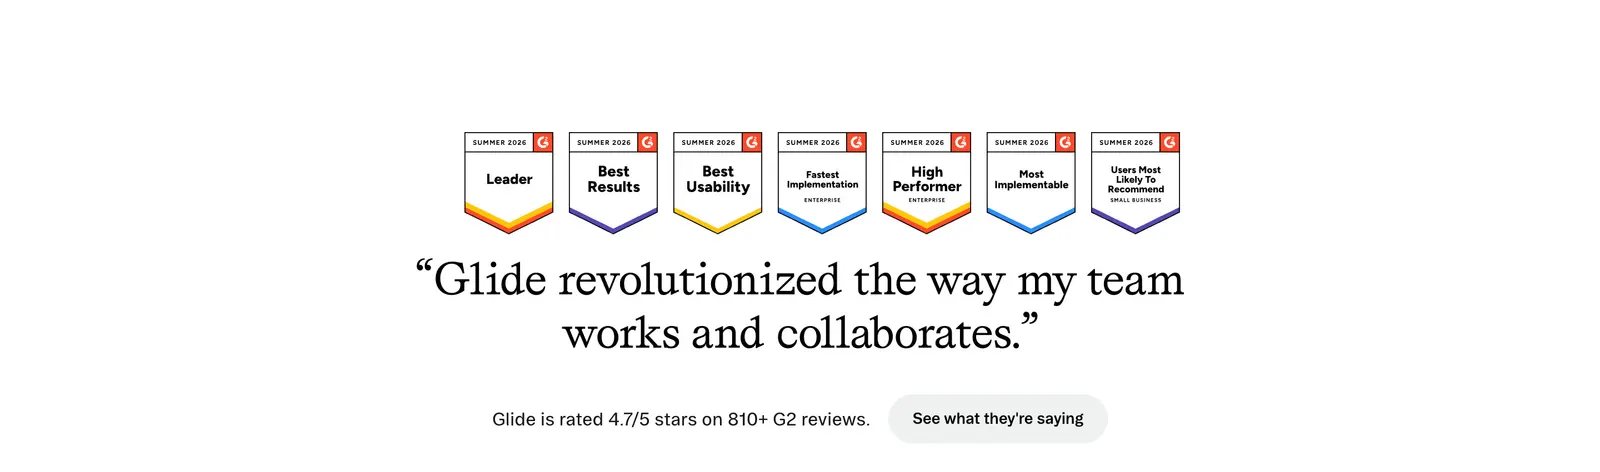 SUMMER 2026
Leader
SUMMER 2026
Best
Results
SUMMER 2026
Best
Usability
SUMMER 2026
Fastest
Implementation
ENTERPRISE
SUMMER 2026
High
Performer
ENTERPRISE
SUMMER 2026
Most
Implementable
SUMMER 2026
Users Most
Likely To
Recommend
SMALL BUSINESS
“Glide revolutionized the way my team
works and collaborates.”
Glide is rated 4.7/5 stars on 810+ G2 reviews.
See what they're saying